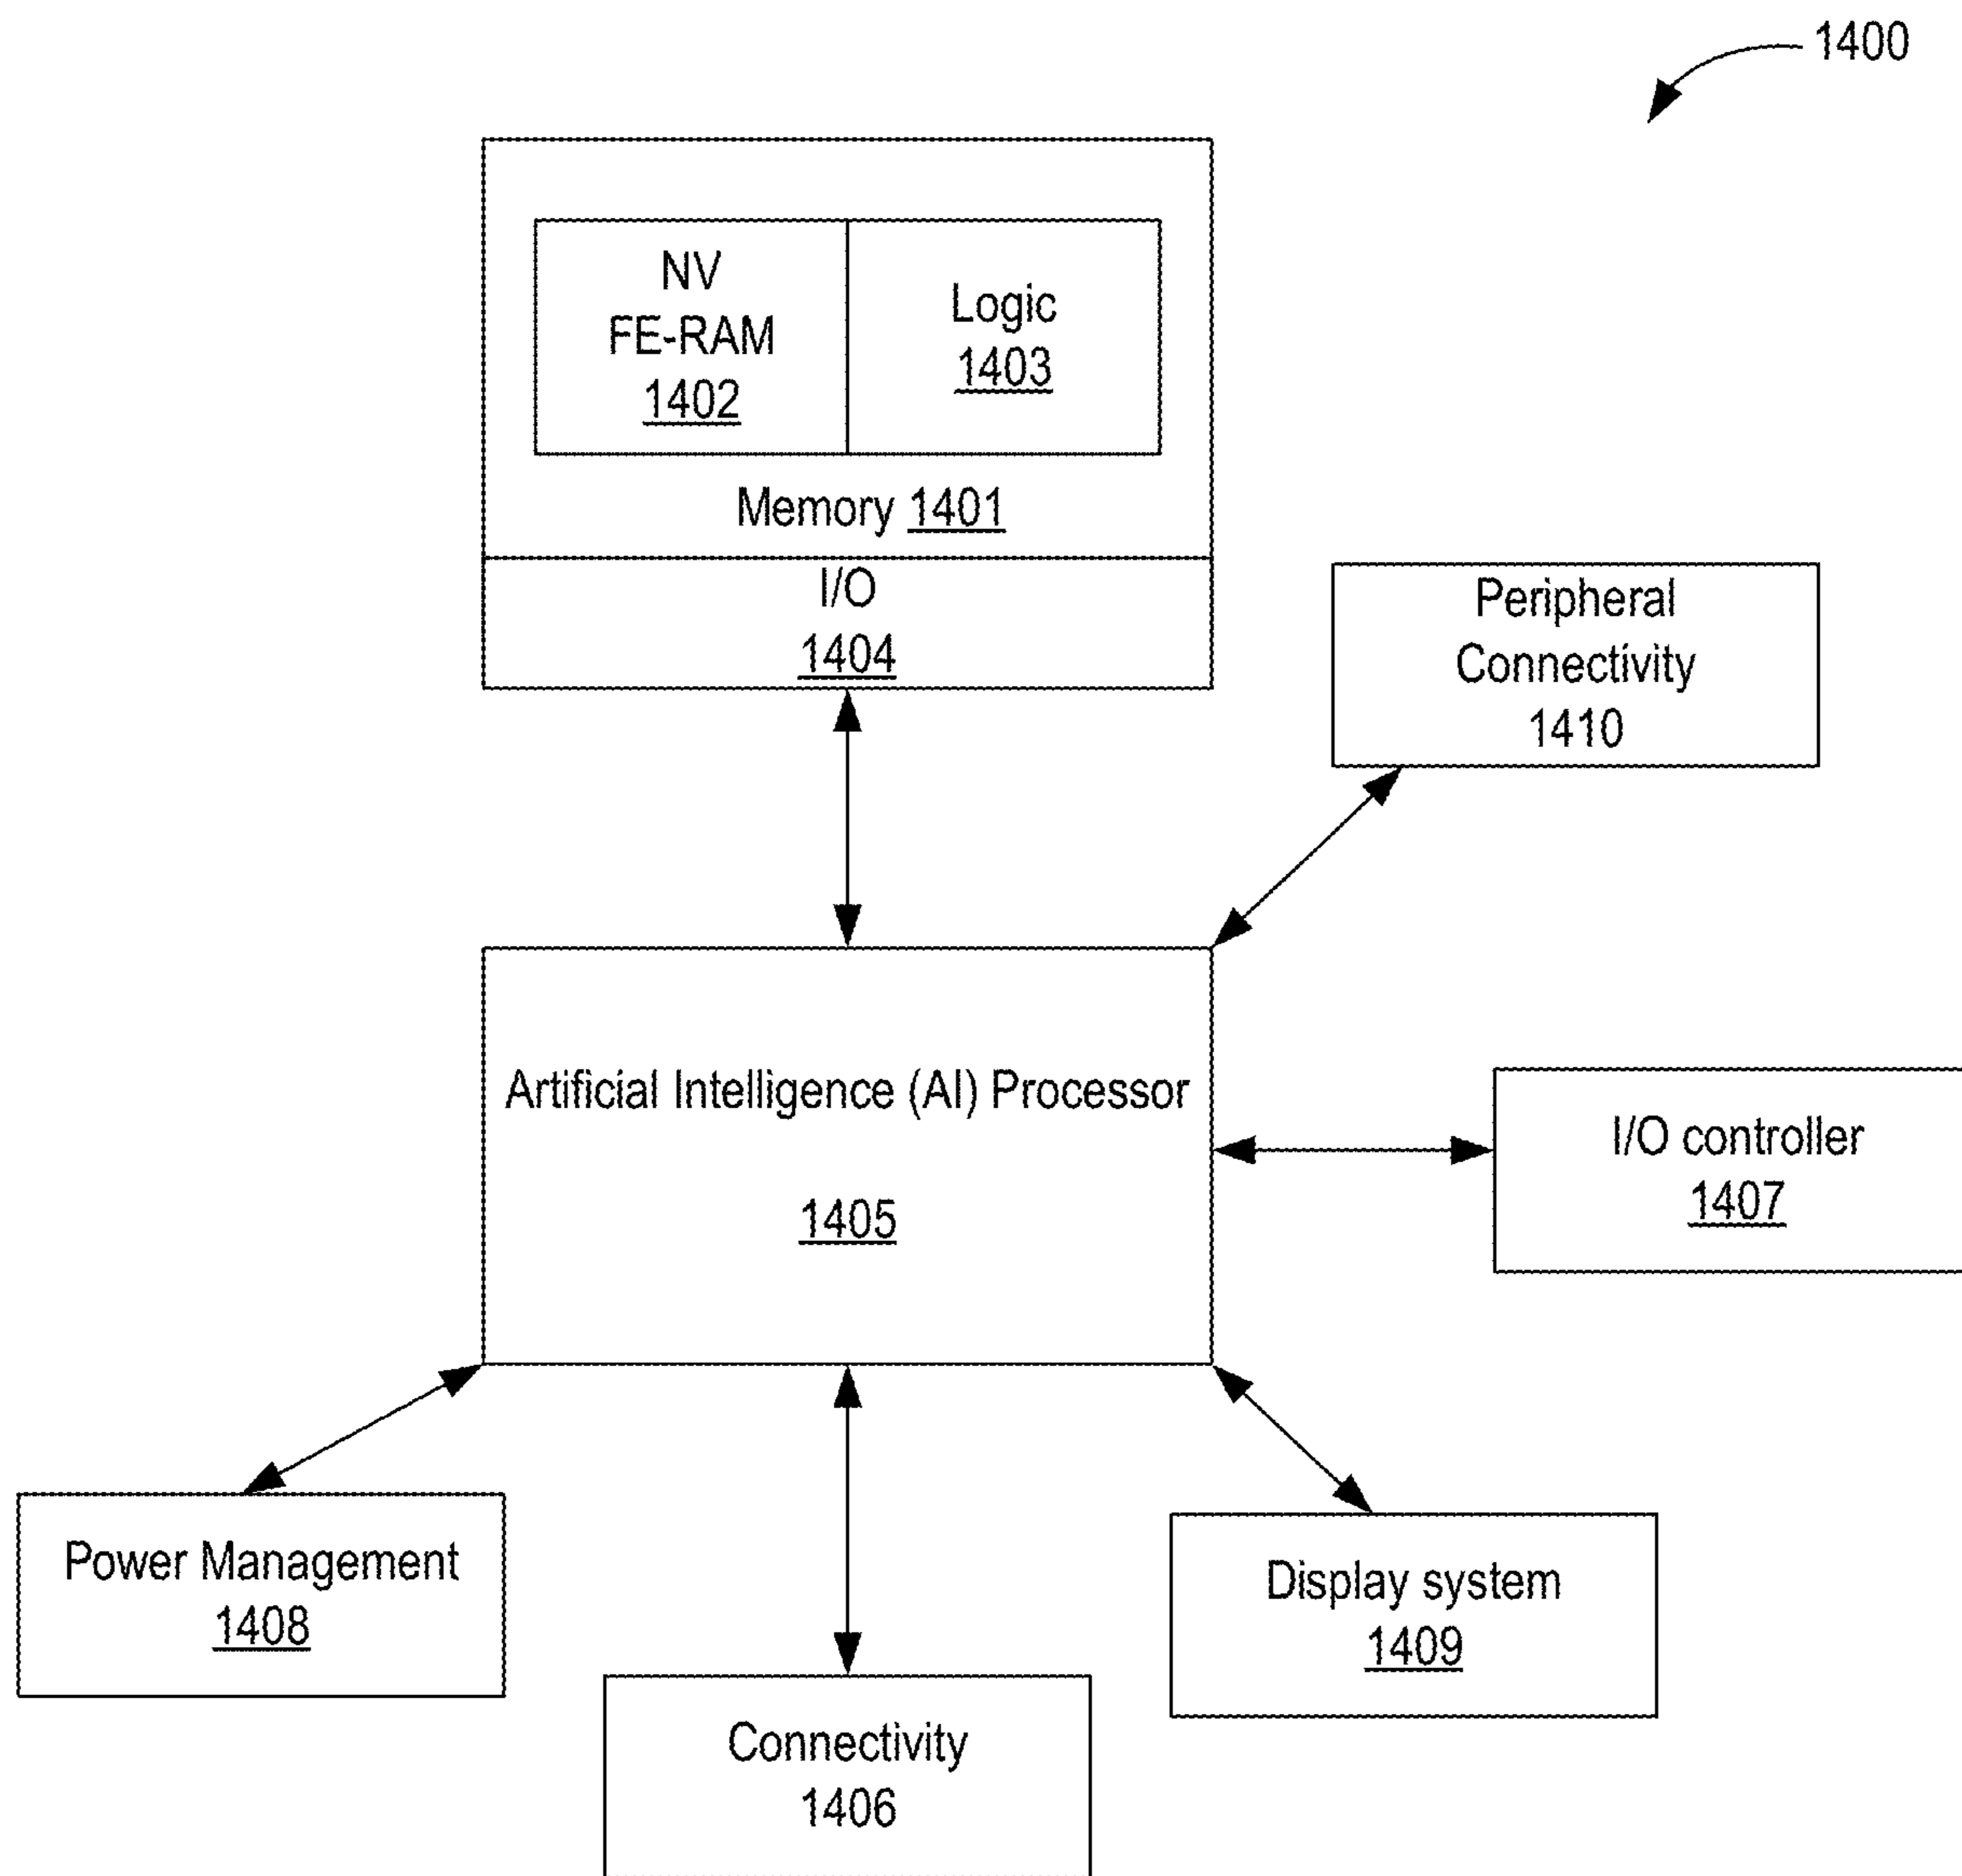 1400
NV
FE-RAM
1402
Logic
1403
Memory 1401
I/O
1404
Peripheral
Connectivity
1410
Artificial Intelligence (AI) Processor
1405
I/O controller
1407
Power Management
1408
Display system
1409
Connectivity
1406